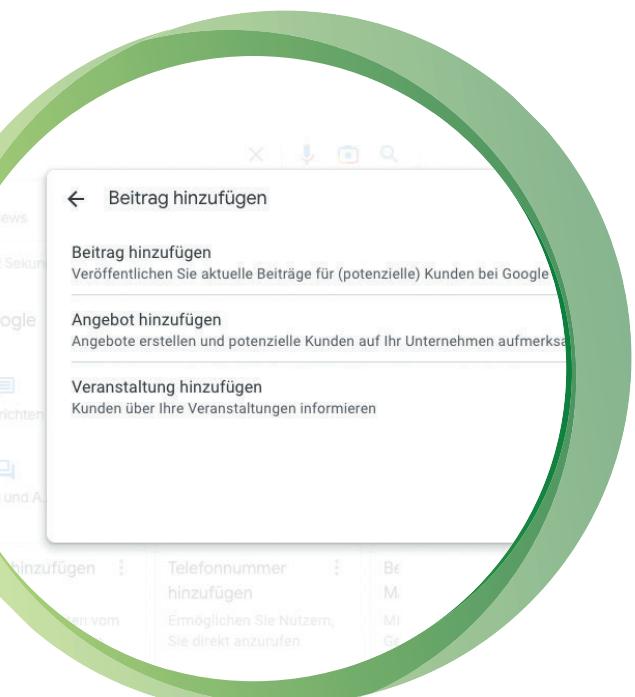 Beitrag hinzufügen
Beitrag hinzufügen
Veröffentlichen Sie aktuelle Beiträge für (potenzielle) Kunden bei Google
Angebot hinzufügen
Angebote erstellen und potenzielle Kunden auf Ihr Unternehmen
Veranstaltung hinzufügen
Kunden über Ihre Veranstaltungen informieren
hinzufügen
Telefonnummer
hinzufügen
vom
Ermöglichen Sie Nutzern,
Sie direkt anzurufen